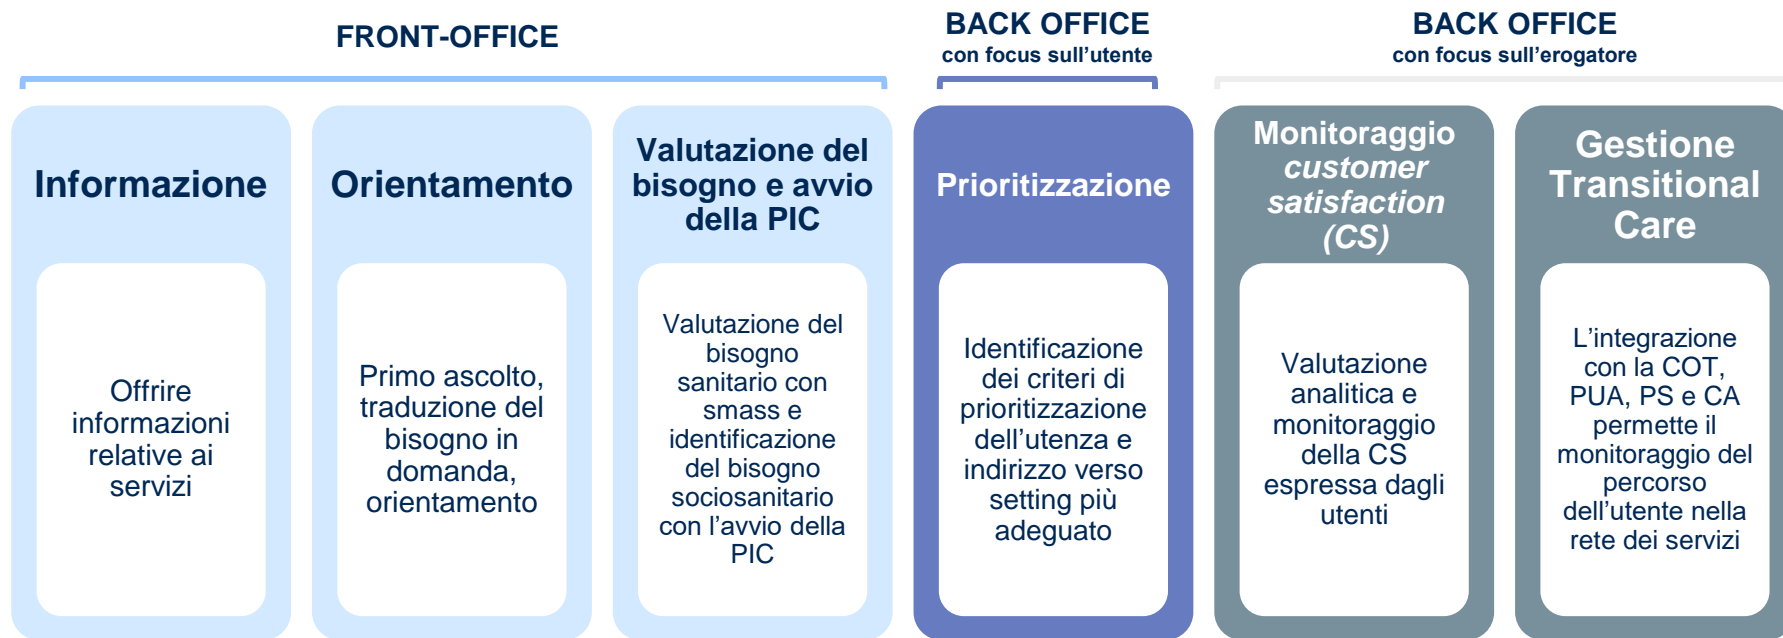 FRONT-OFFICE
BACK OFFICE
con focus sull’utente
BACK OFFICE
con focus sull’erogatore
Informazione
Offrire
informazioni
relative ai
servizi
Orientamento
Primo ascolto,
traduzione del
bisogno in
domanda,
orientamento
Valutazione del
bisogno e avvio
della PIC
Valutazione del
bisogno
sanitario con
smass e
identificazione
del bisogno
sociosanitario
con l’avvio della
PIC
Prioritizzazione
Identificazione
dei criteri di
prioritizzazione
dell’utenza e
indirizzo verso
setting più
adeguato
Monitoraggio
customer
satisfaction
(CS)
Valutazione
analitica e
monitoraggio
della CS
espressa dagli
utenti
Gestione
Transitional
Care
L’integrazione
con la COT,
PUA, PS e CA
permette il
monitoraggio del
percorso
dell’utente nella
rete dei servizi